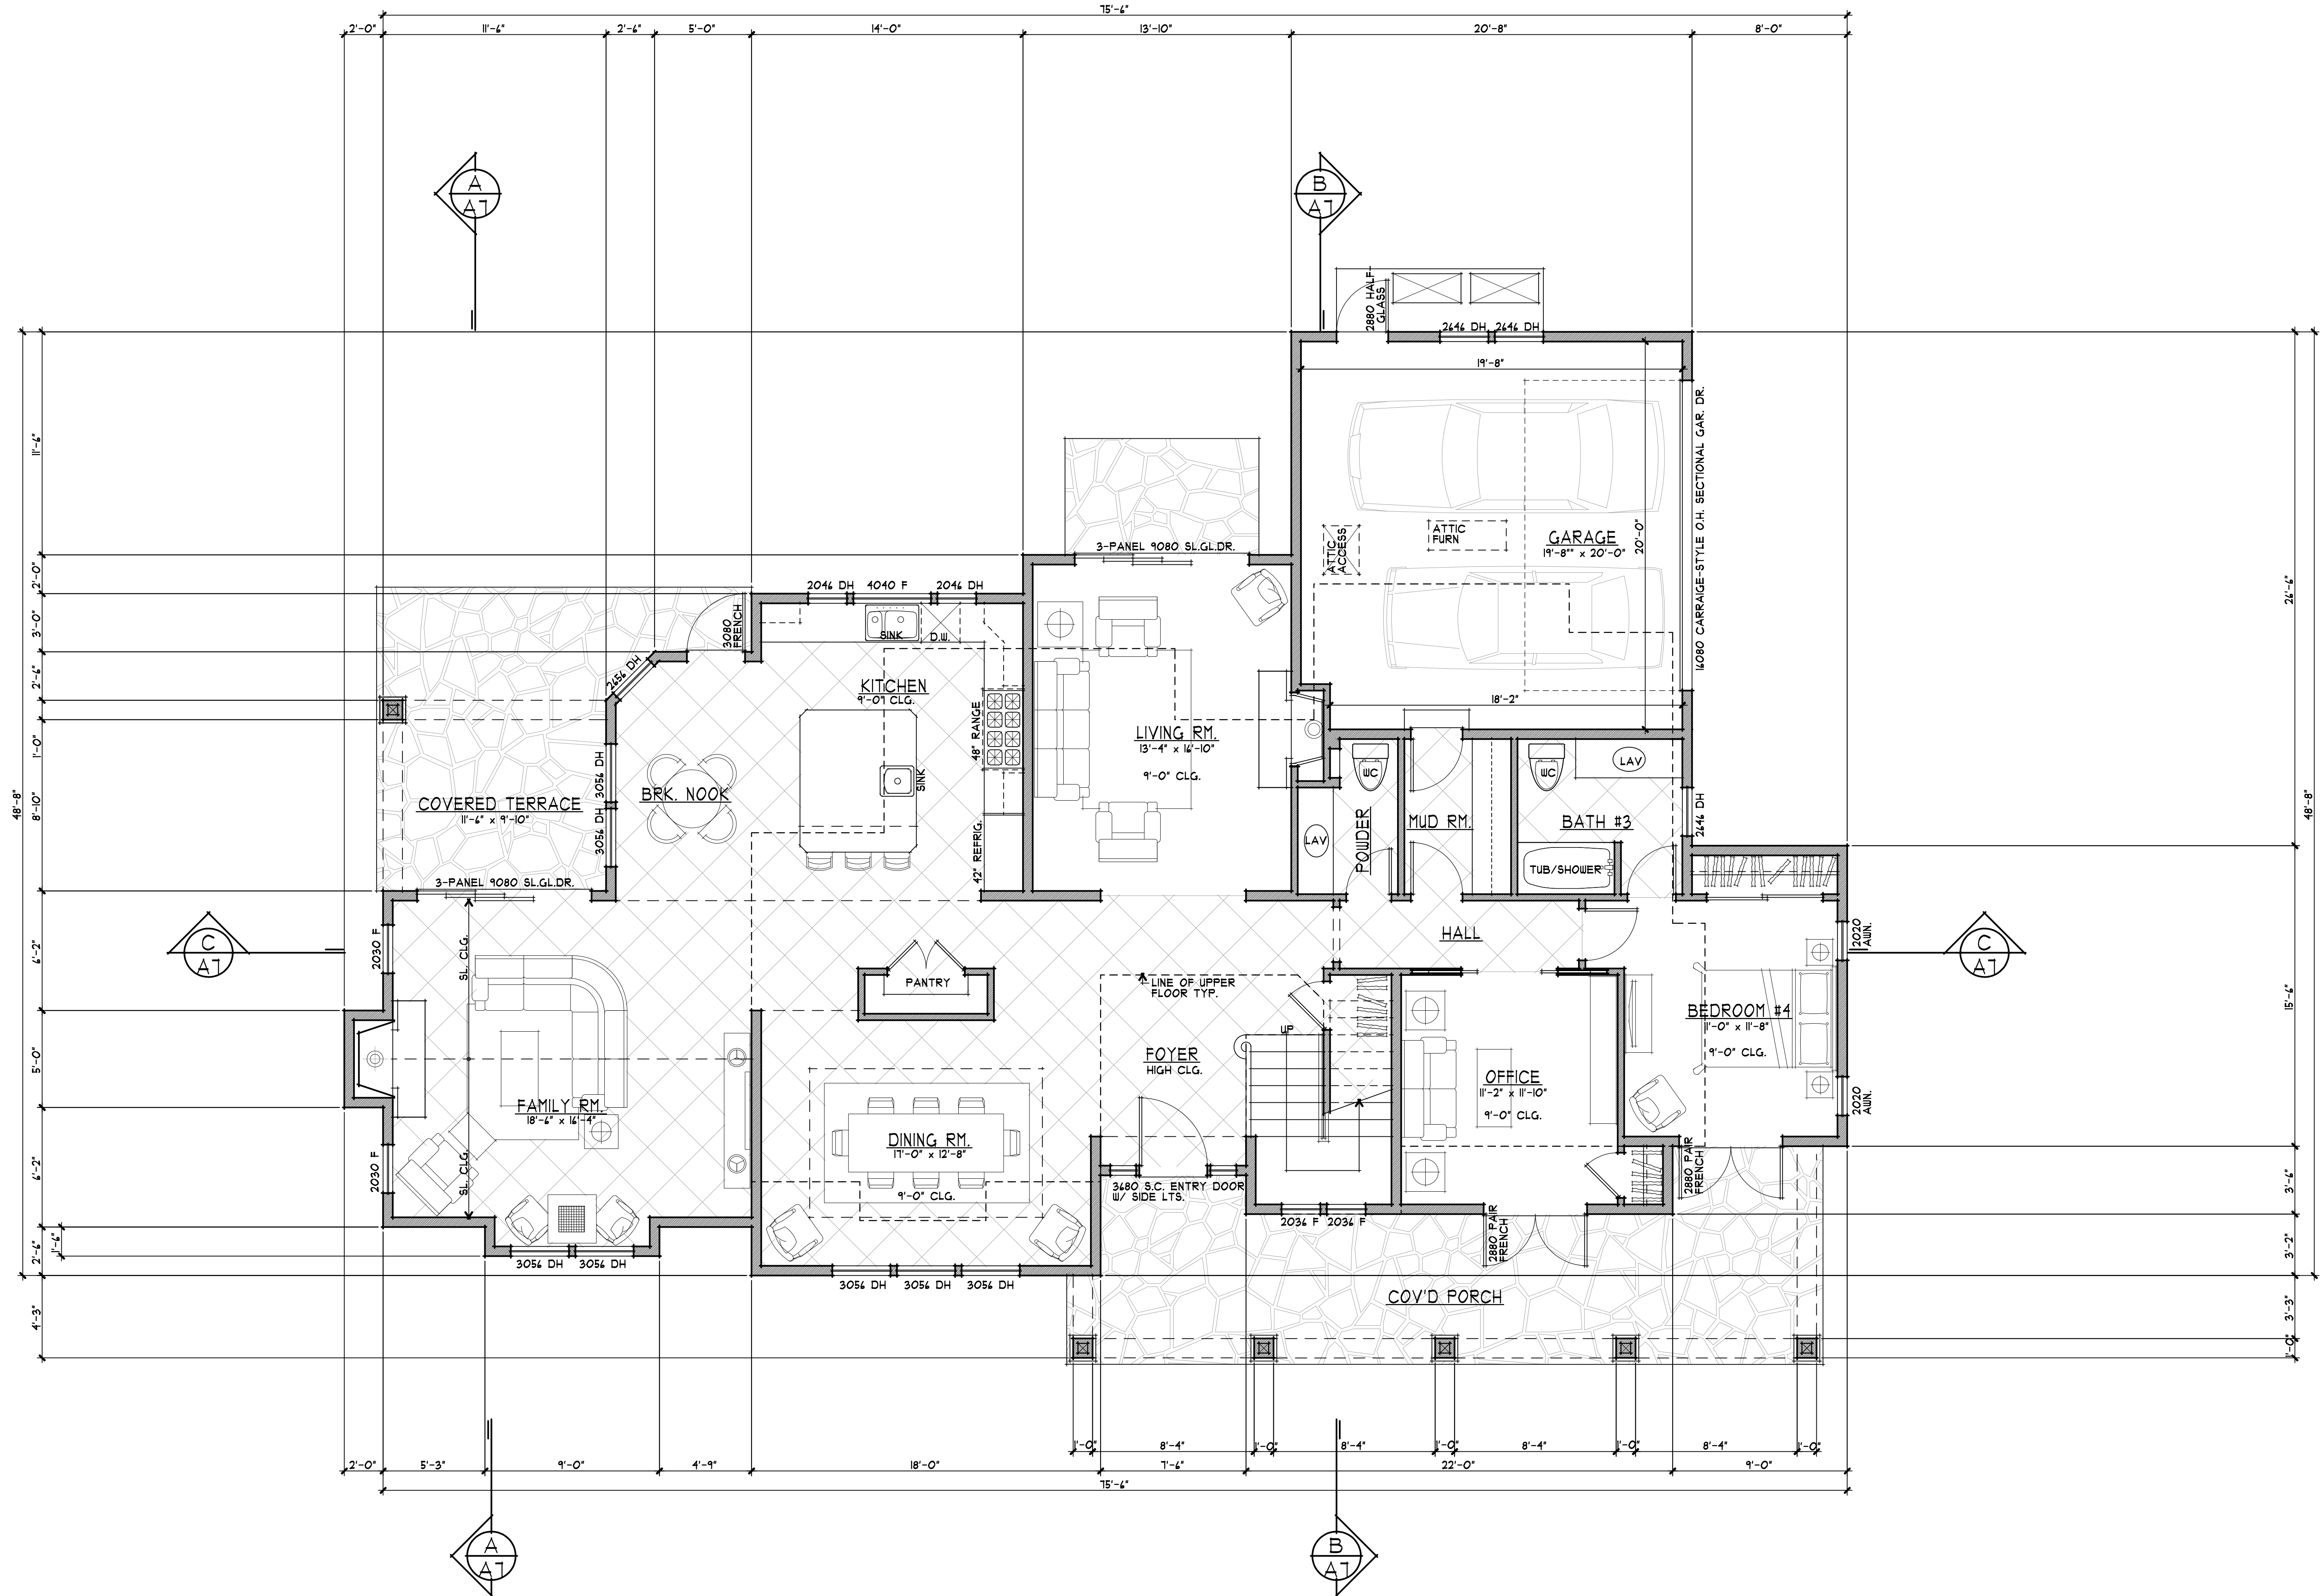 75'-6"
2'-0" 11'-6" 2'-6" 5'-0" 14'-0" 13'-10" 20'-8" 8'-0"
A
A7
B
A7
2880 HALF-
GLASS
2646 DH 2646 DH
19'-8"
16080 CARRAIGE-STYLE O.H. SECTIONAL GAR. DR.
ATTIC
ACCESS
ATTIC
FURN
GARAGE
19'-8"" x 20'-0"
20'-0"
18'-2"
3-PANEL 9080 SL.GL.DR.
2046 DH 4040 F 2046 DH
3080
FRENCH
SINK
D.W.
2656 DH
KITCHEN
9'-01 CLG.
48" RANGE
SINK
42" REFRIG.
LIVING RM.
13'-4" x 16'-10"
9'-0" CLG.
BRK. NOOK
3056 DH
3056 DH
COVERED TERRACE
11'-6" x 9'-10"
3-PANEL 9080 SL.GL.DR.
WC
LAV
POWDER
MUD RM.
WC
LAV
BATH #3
TUB/SHOWER
2646 DH
HALL
C
A7
C
A7
2030 F
SL. CLG.
SL. CLG.
PANTRY
LINE OF UPPER
FLOOR TYP.
UP
FOYER
HIGH CLG.
FAMILY RM.
18'-6" x 16'-4"
2030 F
DINING RM.
17'-0" x 12'-8"
9'-0" CLG.
OFFICE
11'-2" x 11'-10"
9'-0" CLG.
BEDROOM #4
11'-0" x 11'-8"
9'-0" CLG.
2020
AWN.
2020
AWN.
3680 S.C. ENTRY DOOR
W/ SIDE LTS.
2036 F 2036 F
2880 PAIR
FRENCH
2880 PAIR
FRENCH
3056 DH 3056 DH
3056 DH 3056 DH 3056 DH
COV'D PORCH
48'-8"
11'-6"
2'-0"
3'-0"
2'-6"
1'-0"
8'-10"
6'-2"
5'-0"
6'-2"
2'-6"
1'-6"
4'-3"
26'-6"
48'-8"
15'-6"
3'-6"
3'-2"
3'-3"
1'-0"
1'-0" 8'-4" 1'-0" 8'-4" 1'-0" 8'-4" 1'-0" 8'-4" 1'-0"
2'-0" 5'-3" 9'-0" 4'-9" 18'-0" 7'-6" 22'-0" 9'-0"
75'-6"
A
A7
B
A7